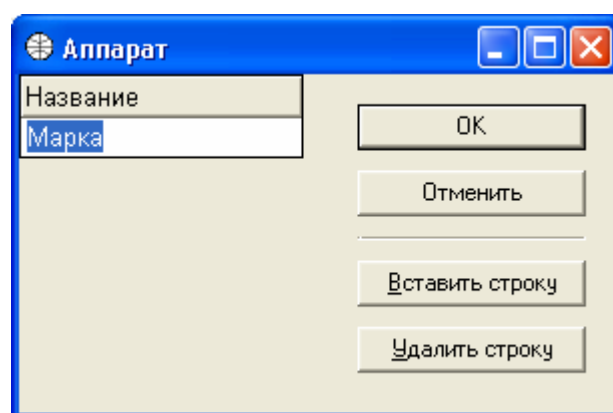 Аппарат
Название
Марка
OK
Отменить
Вставить строку
Удалить строку